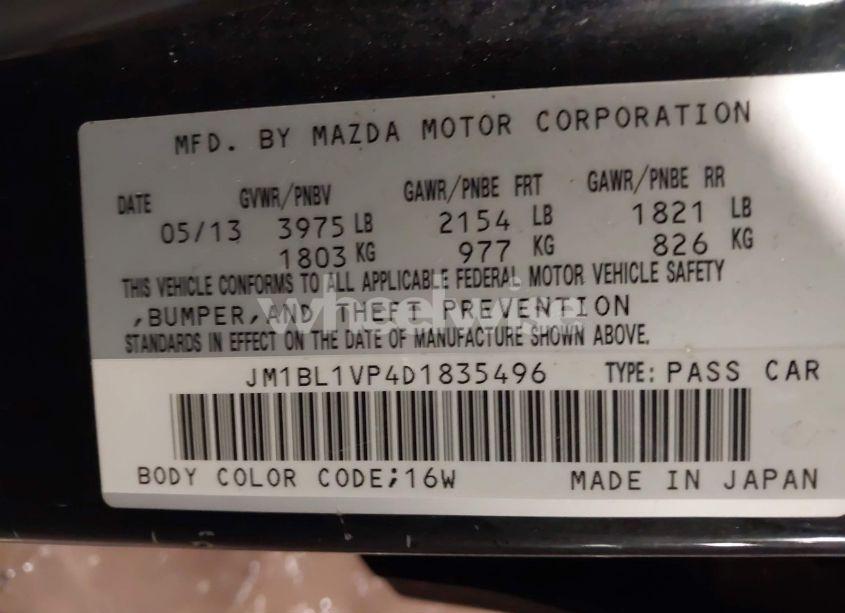 MFD. BY MAZDA MOTOR CORPORATION
DATE GVWR/PNBV GAWR/PNBE FRT GAWR/PNBE RR
05/13 3975 LB 2154 LB 1821 LB
1803 KG 977 KG 826 KG
THIS VEHICLE CONFORMS TO ALL APPLICABLE FEDERAL MOTOR VEHICLE SAFETY
,BUMPER,AND THEFT PREVENTION
wheelwise
STANDARDS IN EFFECT ON THE DATE OF MANUFACTURE SHOWN ABOVE.
JM1BL1VP4D1835496 TYPE: PASS CAR
BODY COLOR CODE;16W MADE IN JAPAN